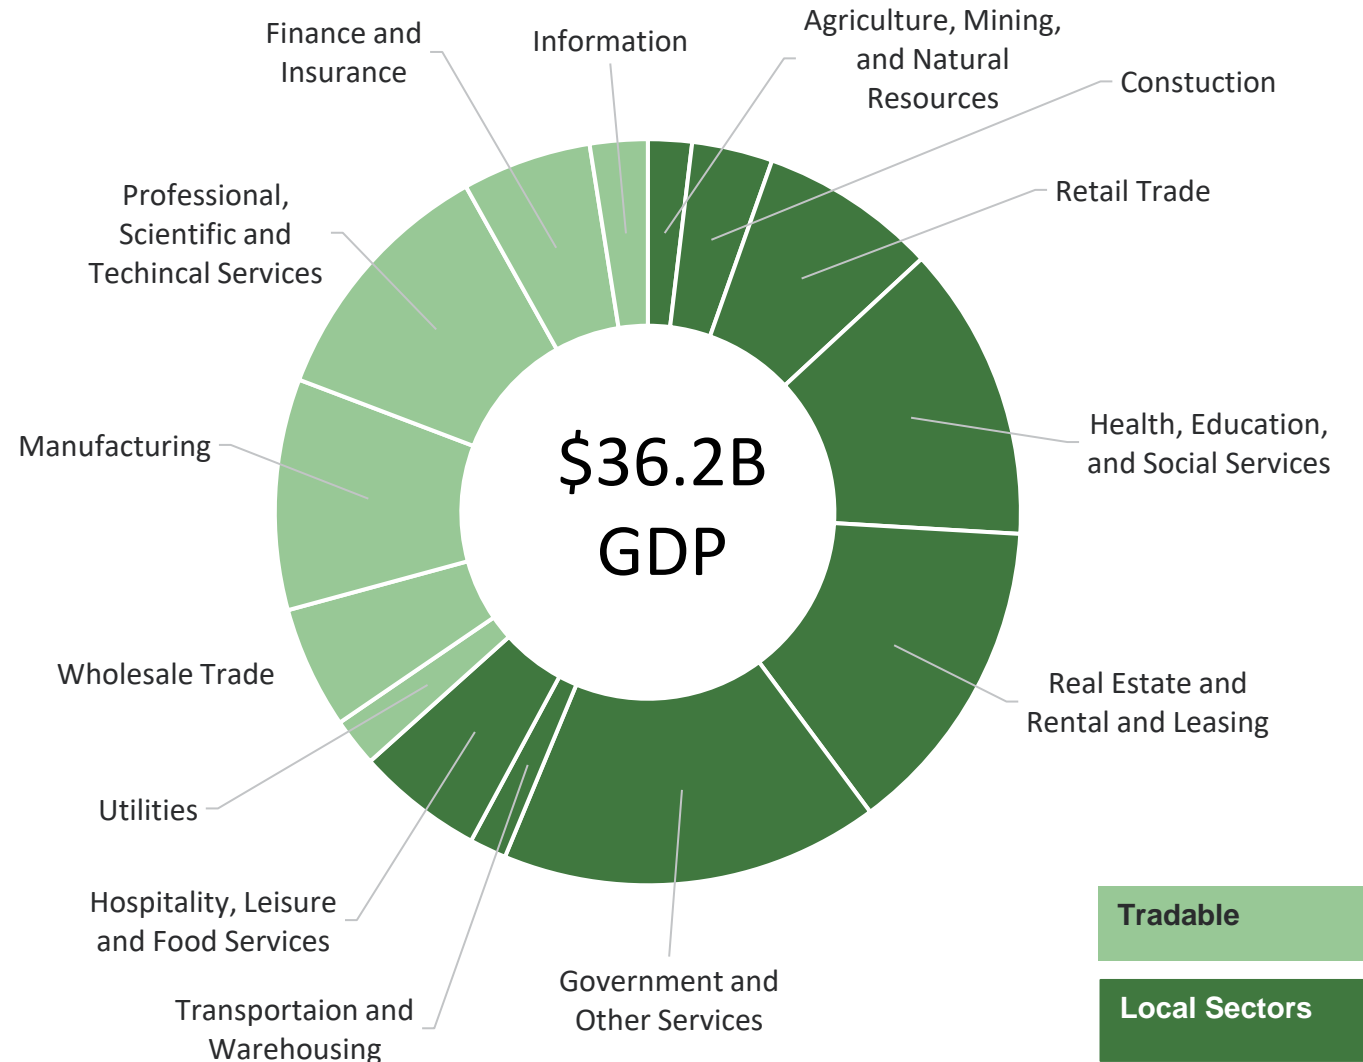 Finance and
Insurance
Information
Agriculture, Mining,
and Natural
Resources
Constuction
Professional,
Scientific and
Techincal Services
Retail Trade
Manufacturing
Health, Education,
and Social Services
$36.2B
GDP
Wholesale Trade
Real Estate and
Rental and Leasing
Utilities
Hospitality, Leisure
and Food Services
Transportaion and
Warehousing
Government and
Other Services
Tradable
Local Sectors